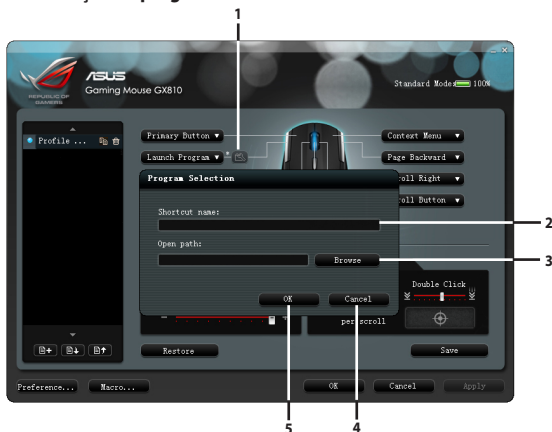 1
REPUBLIC OF
GAMERS
ASUS
Gaming Mouse GX810
Standard Mode 100%
Profile ...
Primary Button
Context Menu
Launch Program
Page Backward
Program Selection
roll Right
Shortcut name:
roll Button
2
Open path:
Browse
3
Double Click
OK
Cancel
per scroll
Restore
Save
Preference...
Macro...
OK
Cancel
Apply
5
4